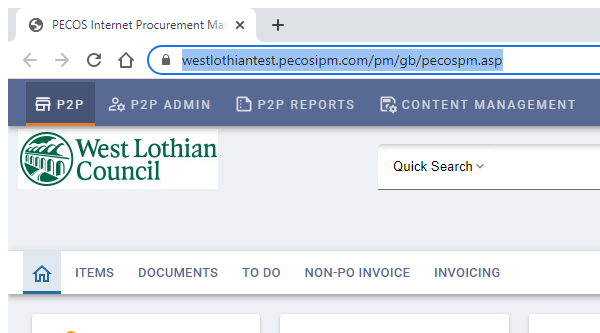 PECOS Internet Procurement Ma
westlothiantest.pecosipm.com/pm/gb/pecospm.asp
P2P P2P ADMIN P2P REPORTS CONTENT MANAGEMENT
West Lothian
Council
Quick Search
ITEMS DOCUMENTS TO DO NON-PO INVOICE INVOICING